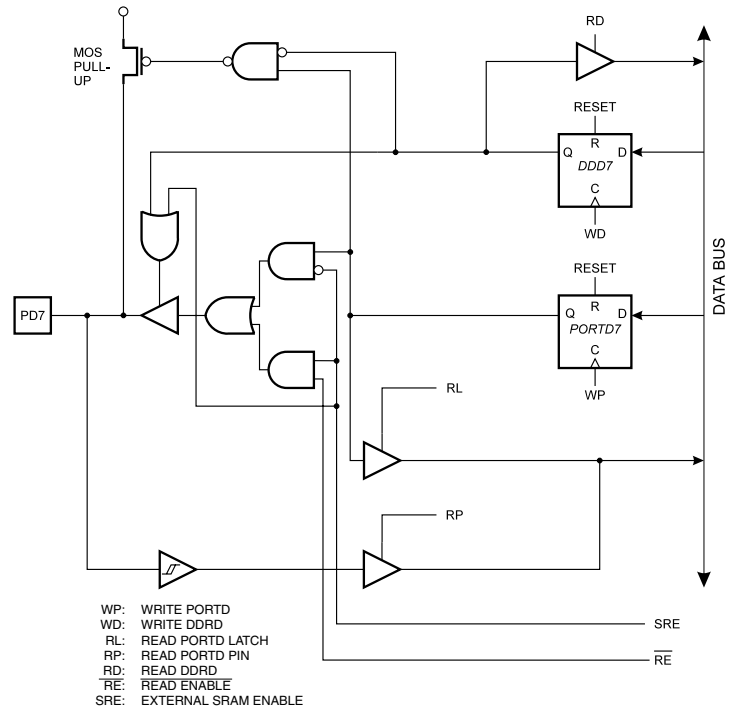 RD
MOS
PULL-
UP
RESET
R
Q D
DDD7
C
WD
RESET
R
PD7
Q D
PORTD7
C
WP
DATA BUS
RL
RP
WP: WRITE PORTD
WD: WRITE DDRD
RL: READ PORTD LATCH
RP: READ PORTD PIN
RD: READ DDRD
RE: READ ENABLE
SRE: EXTERNAL SRAM ENABLE
SRE
RE